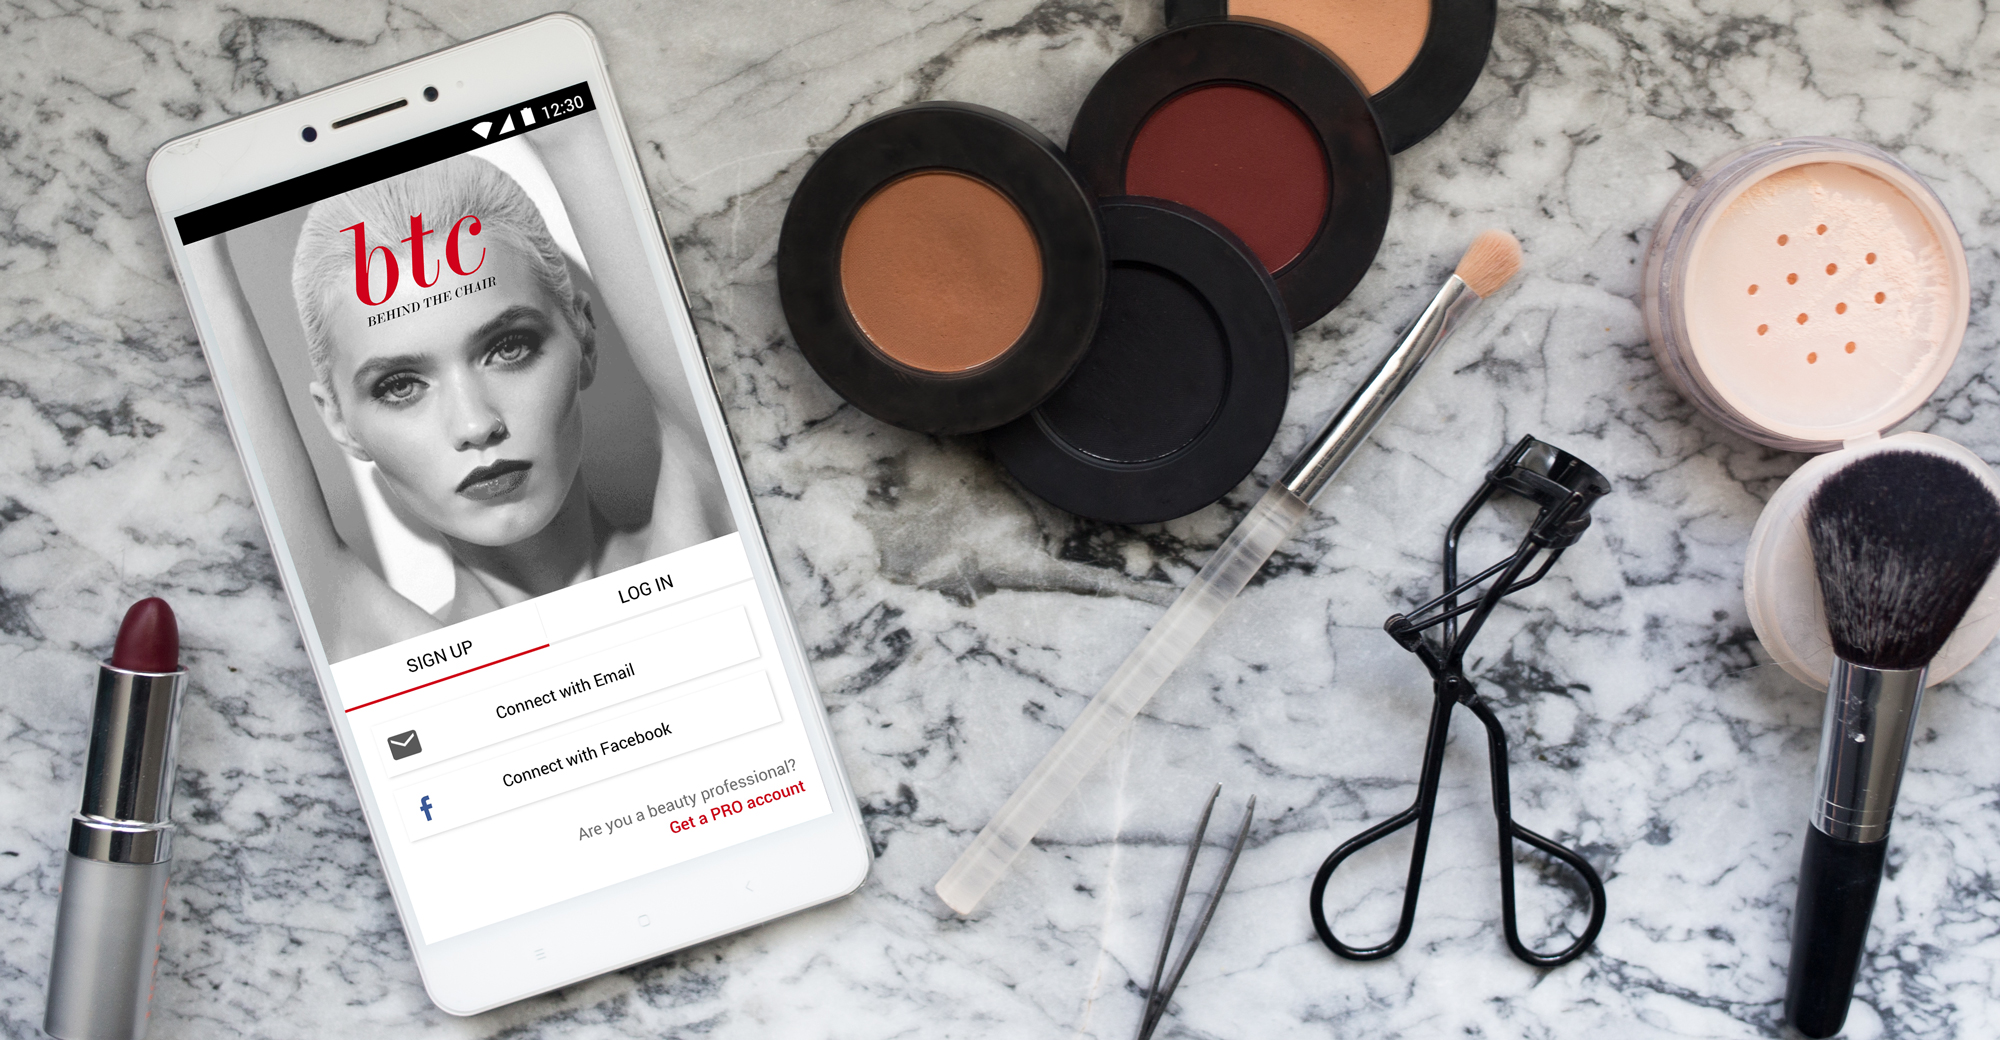 12:30
btc
BEHIND THE CHAIR
SIGN UP
LOG IN
Connect with Email
f
Connect with Facebook
Are you a beauty professional?
Get a PRO account